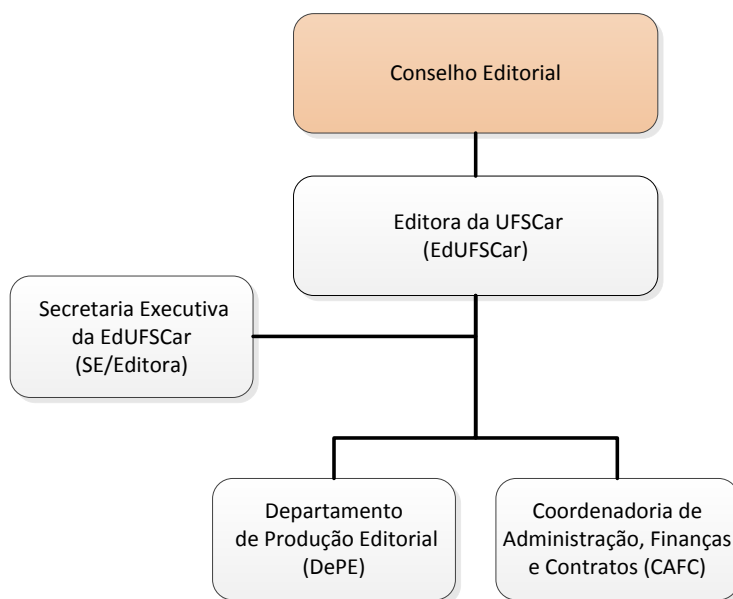 Conselho Editorial
Editora da UFSCar
(EdUFSCar)
Secretaria Executiva
da EdUFSCar
(SE/Editora)
Departamento
de Produção Editorial
(DePE)
Coordenadoria de
Administração, Finanças
e Contratos (CAFC)